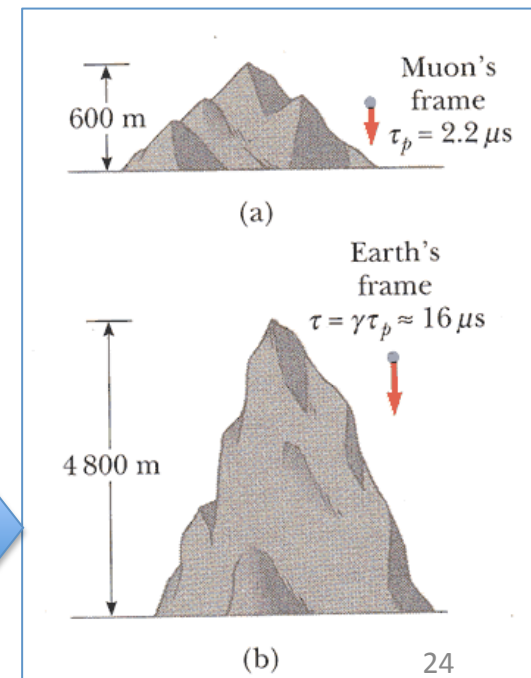 600 m
Muon's
frame
τₚ = 2.2 μs
(a)
Earth's
frame
τ = γτₚ ≈ 16 μs
4 800 m
(b)
24